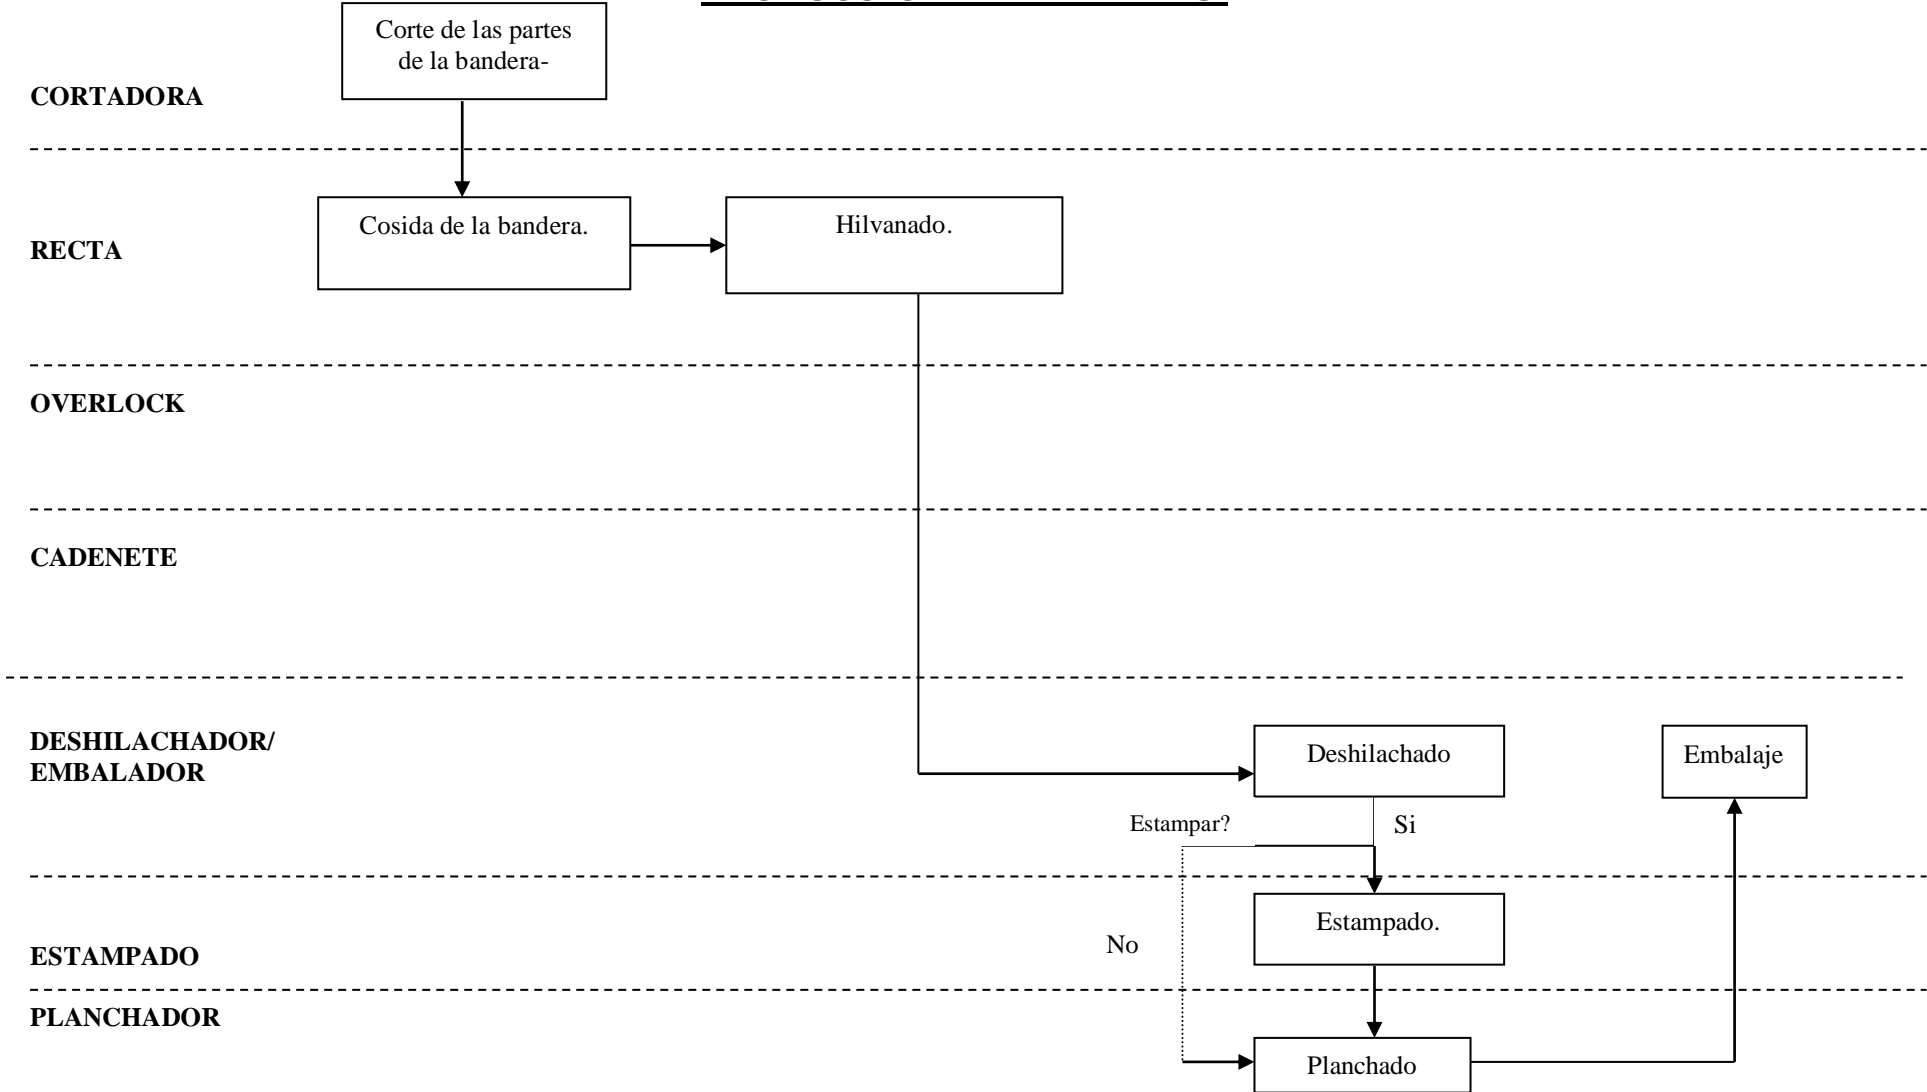 Corte de las partes
de la bandera-
CORTADORA
Cosida de la bandera.
Hilvanado.
RECTA
OVERLOCK
CADENETE
DESHILACHADOR/
EMBALADOR
Deshilachado
Embalaje
Estampar?
Si
Estampado.
No
ESTAMPADO
PLANCHADOR
Planchado